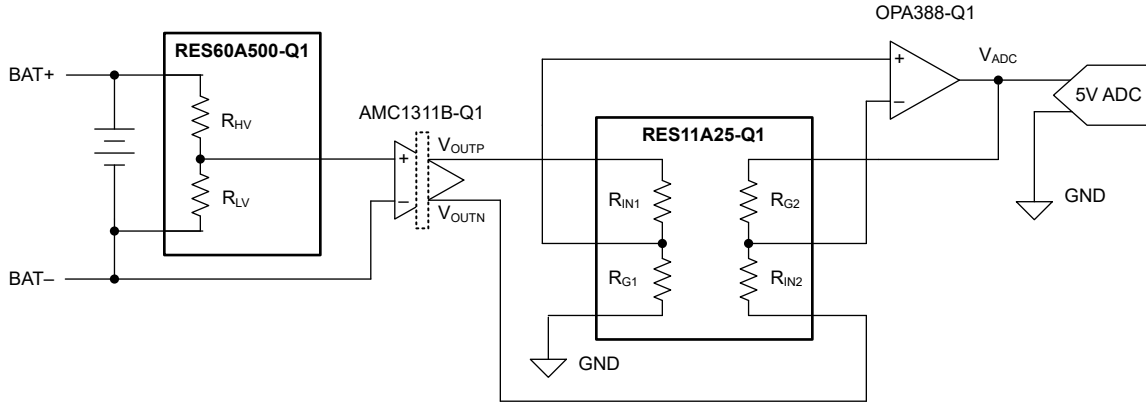 OPA388-Q1
RES60A500-Q1
BAT+
RHV
RLV
BAT–
AMC1311B-Q1
+
–
VOUTP
VOUTN
RES11A25-Q1
RIN1
RG1
RG2
RIN2
GND
+
–
VADC
5V ADC
GND